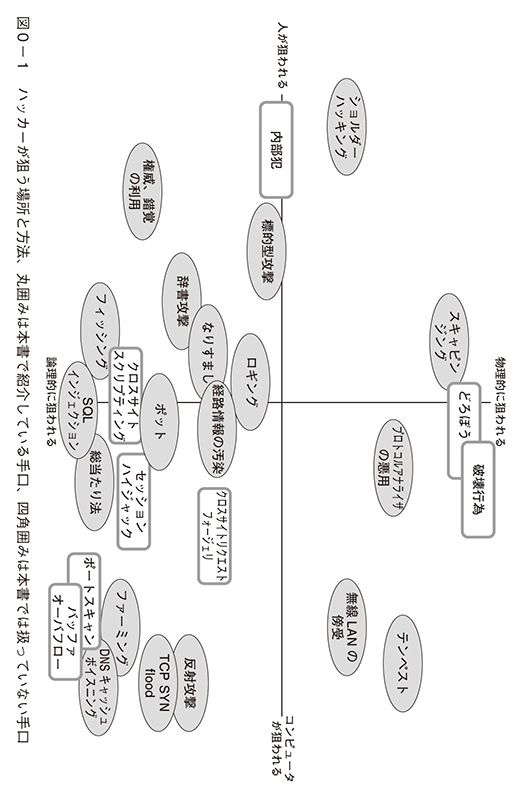 物理的に狙われる
破壊行為
どろぼう
スキャビン
ジング
テンペスト
プロトコルアナライザ
の悪用
ショルダー
ハッキング
無線LANの
傍受
人が狙われる
内部犯
標的型攻撃
コンピュータ
が狙われる
ロギング
なりすまし
経路情報の汚染
クロスサイトリクエスト
フォージェリ
辞書攻撃
反射攻撃
権威、錯覚
の利用
ボット
TCP SYN
flood
クロスサイト
スクリプティング
セッション
ハイジャック
ファーミング
フィッシング
総当たり法
DNSキャッシュ
ポイズニング
SQL
インジェクション
ポートスキャン
バッファ
オーバフロー
論理的に狙われる
図0−1　ハッカーが狙う場所と方法、丸囲みは本書で紹介している手口、四角囲みは本書では扱っていない手口